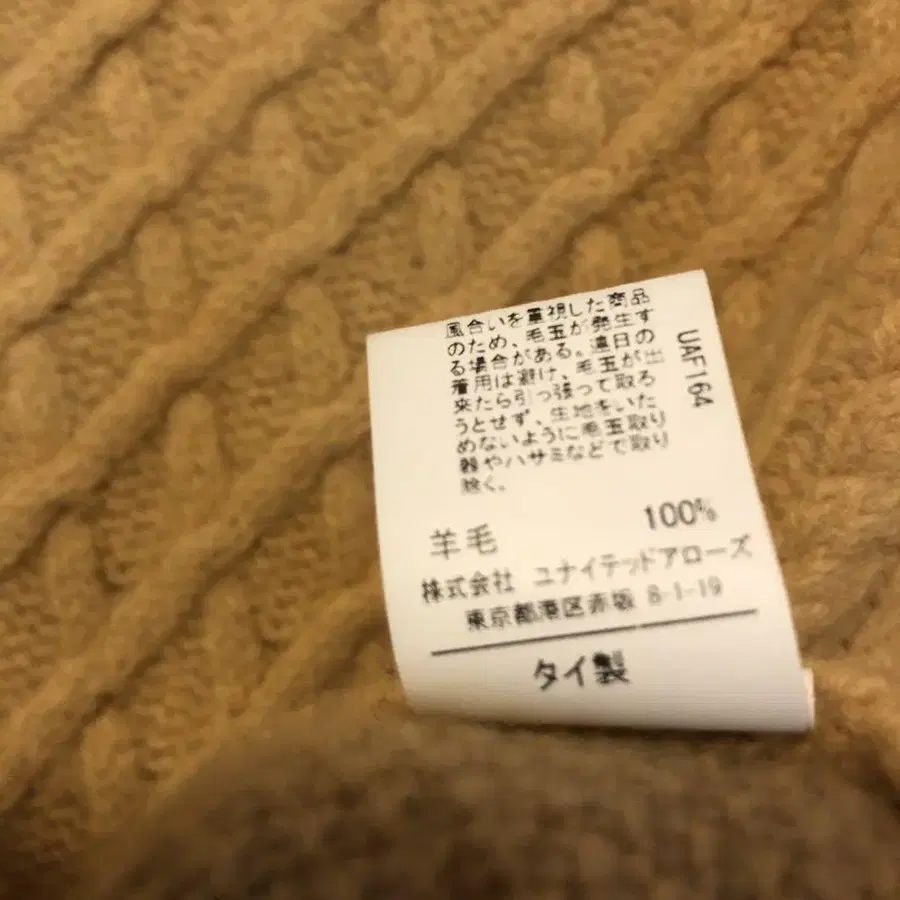 風合いを重視した商品
のため、毛玉が発生す
る場合がある。連日の
着用は避け、毛玉が出
来たら引っ張って取ろ
うとせず、生地をいた
めないように毛玉取り
器やハサミなどで取り
除く。
UAF164
羊毛 100%
株式会社 ユナイテッドアローズ
東京都港区赤坂 8-1-19
タイ製